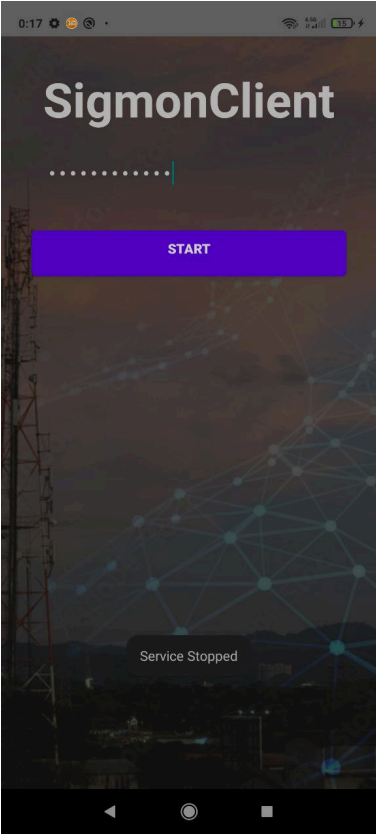 0:17
15
SigmonClient
••••••••••••
START
Service Stopped